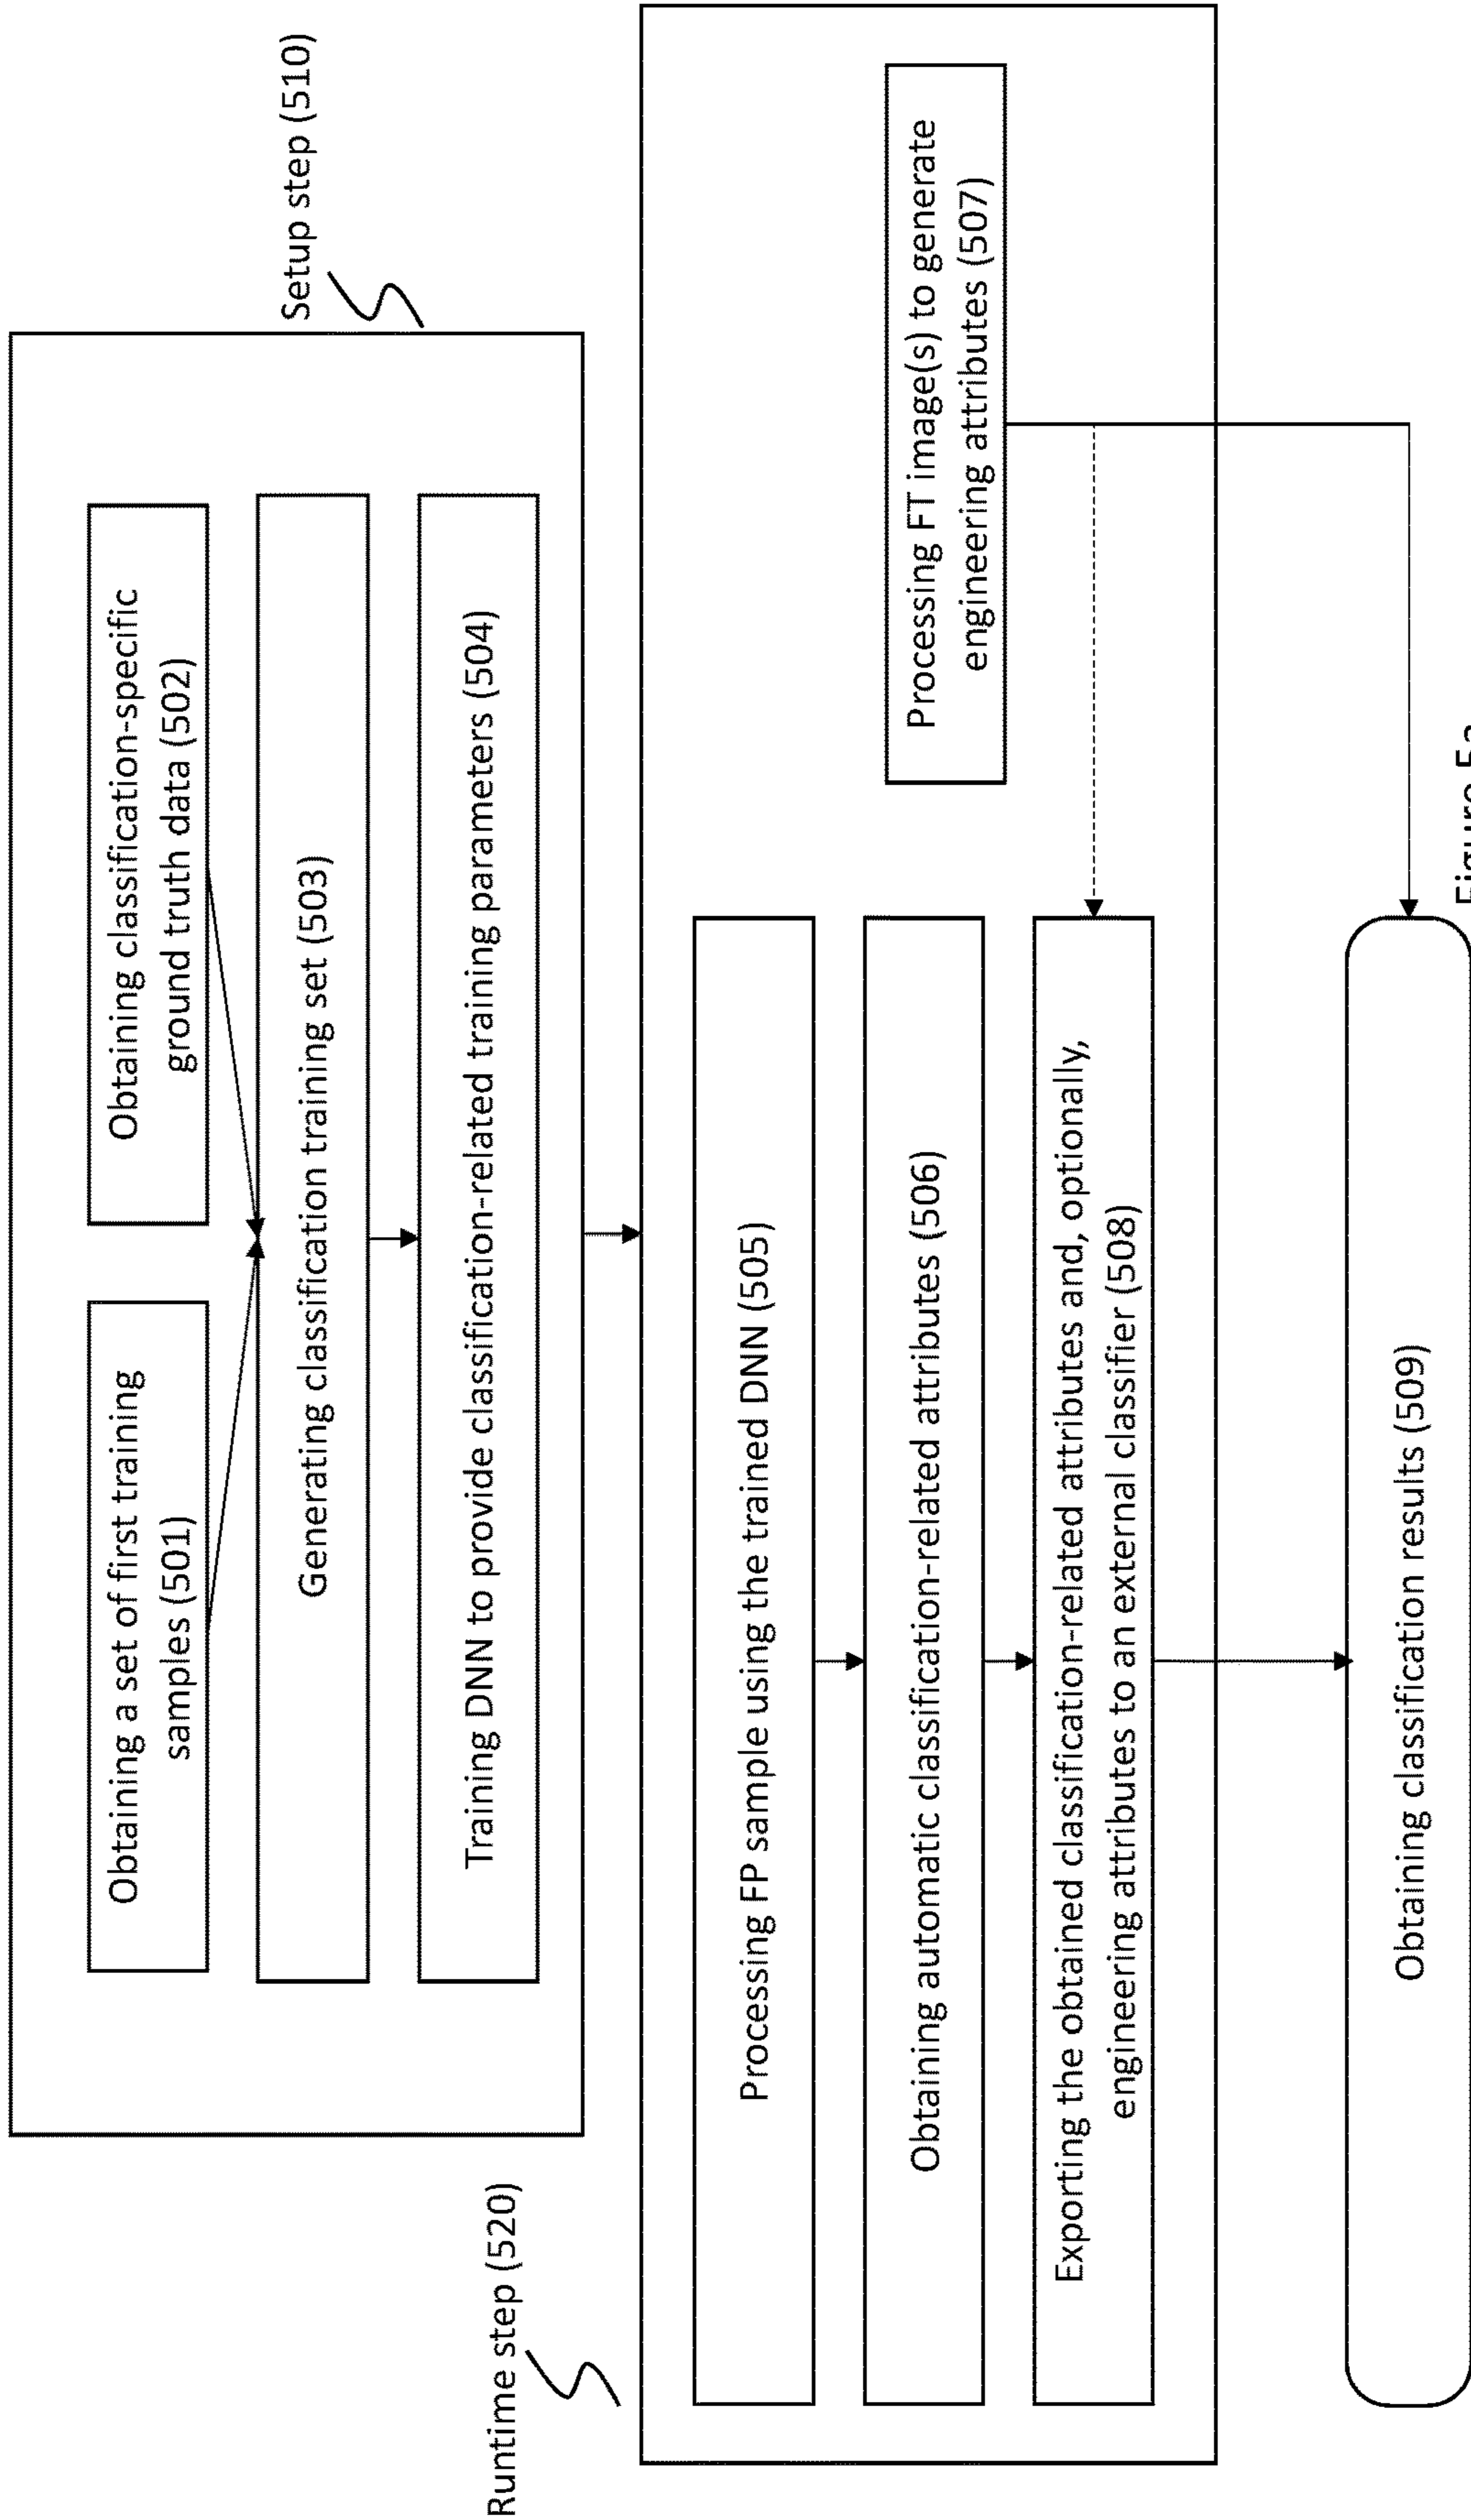 Setup step (510)
Obtaining a set of first training
samples (501)
Obtaining classification-specific
ground truth data (502)
Generating classification training set (503)
Training DNN to provide classification-related training parameters (504)
Runtime step (520)
Processing FP sample using the trained DNN (505)
Obtaining automatic classification-related attributes (506)
Processing FT image(s) to generate
engineering attributes (507)
Exporting the obtained classification-related attributes and, optionally,
engineering attributes to an external classifier (508)
Obtaining classification results (509)
Figure 5a